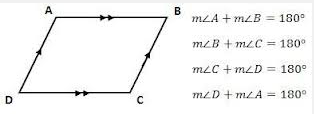 A
B
D
C
m∠A + m∠B = 180°
m∠B + m∠C = 180°
m∠C + m∠D = 180°
m∠D + m∠A = 180°